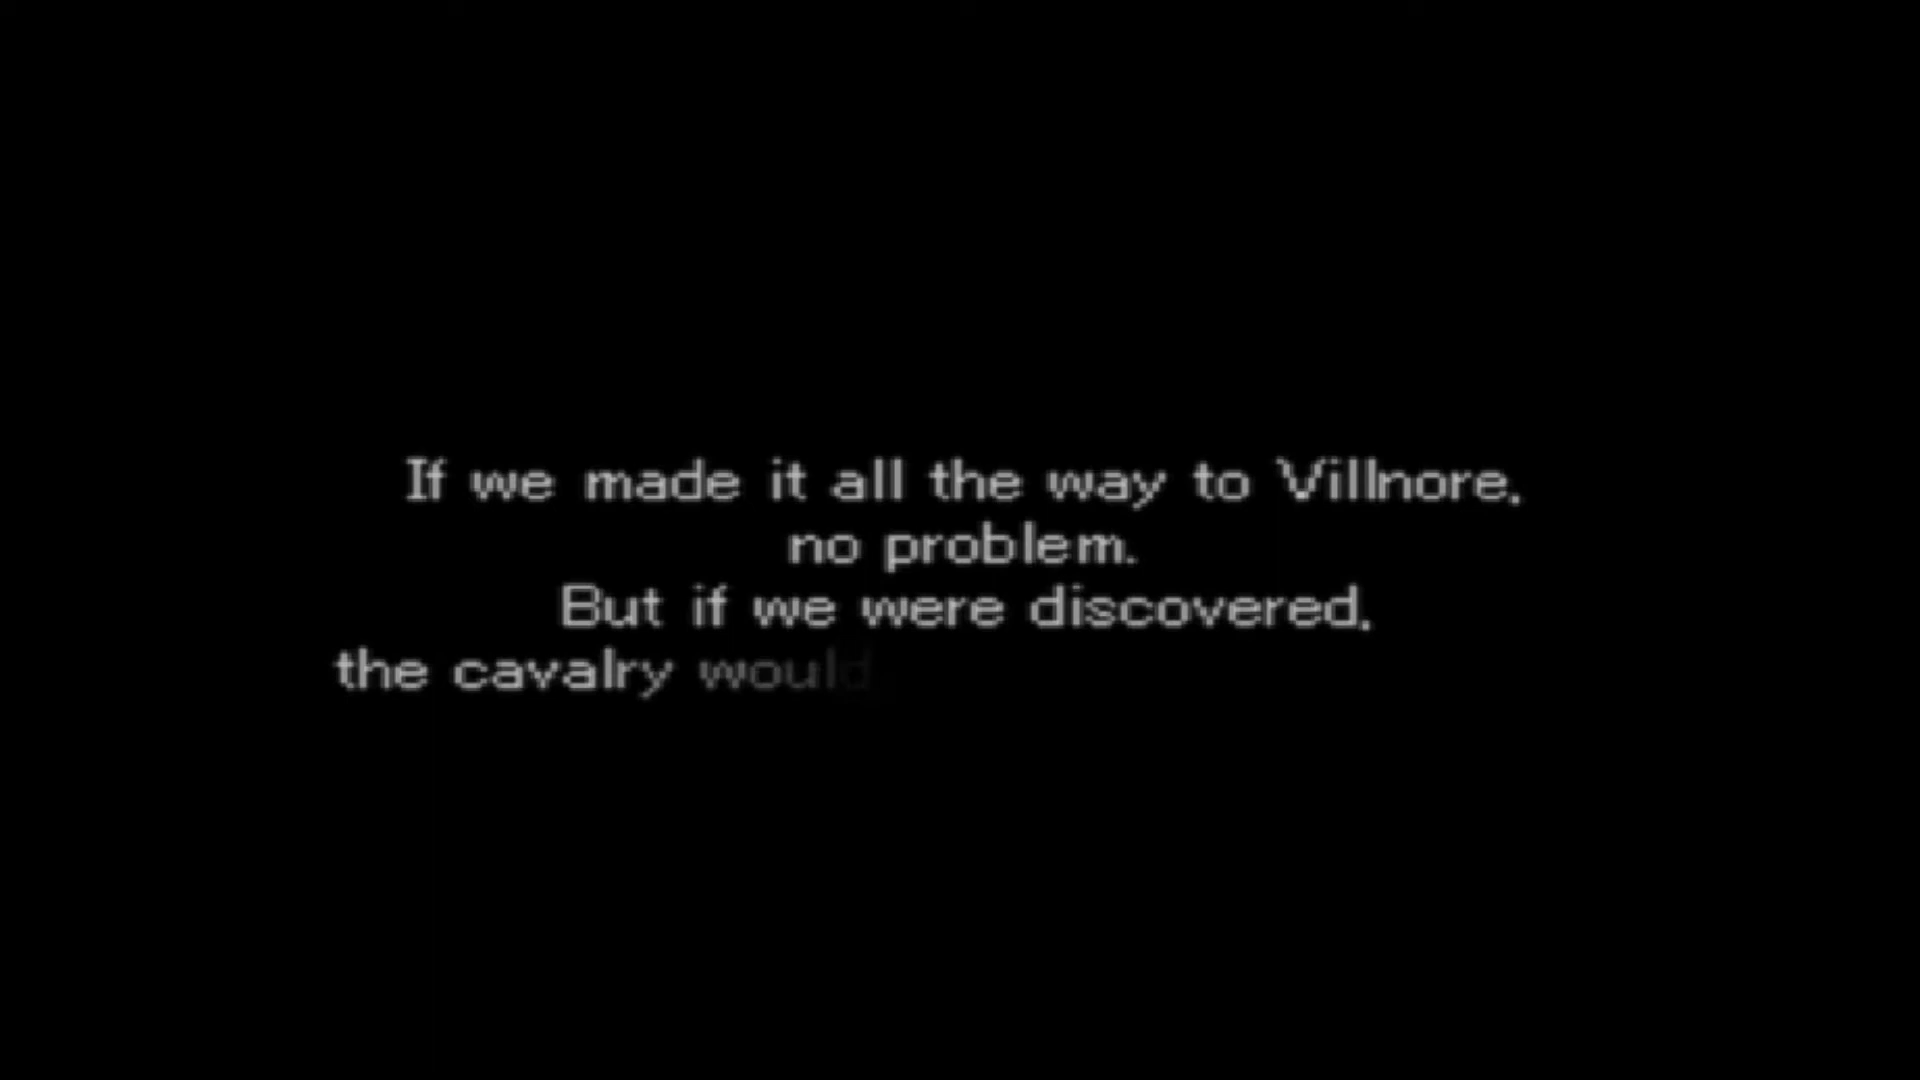 If we made it all the way to Villnore,
no problem.
But if we were discovered,
the cavalry would